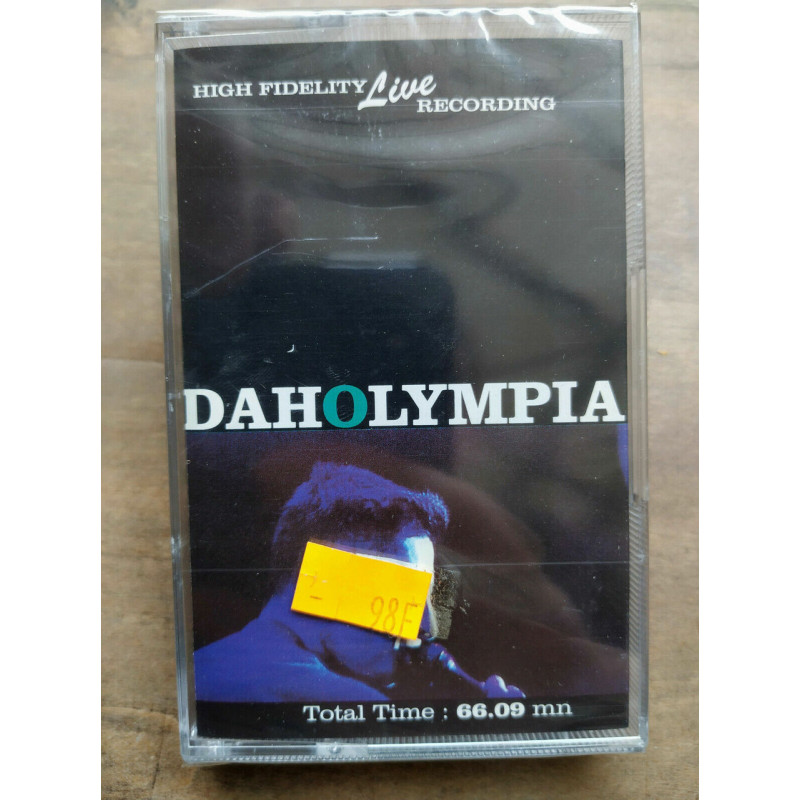 HIGH FIDELITY Live RECORDING
DAHOLYMPIA
98F
Total Time : 66.09 mn